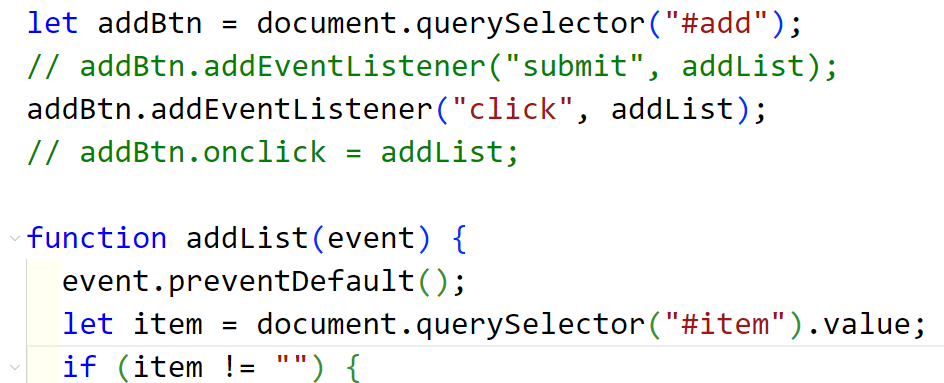 let addBtn = document.querySelector("#add");
// addBtn.addEventListener("submit", addList);
addBtn.addEventListener("click", addList);
// addBtn.onclick = addList;

function addList(event) {
  event.preventDefault();
  let item = document.querySelector("#item").value;
  if (item != "") {